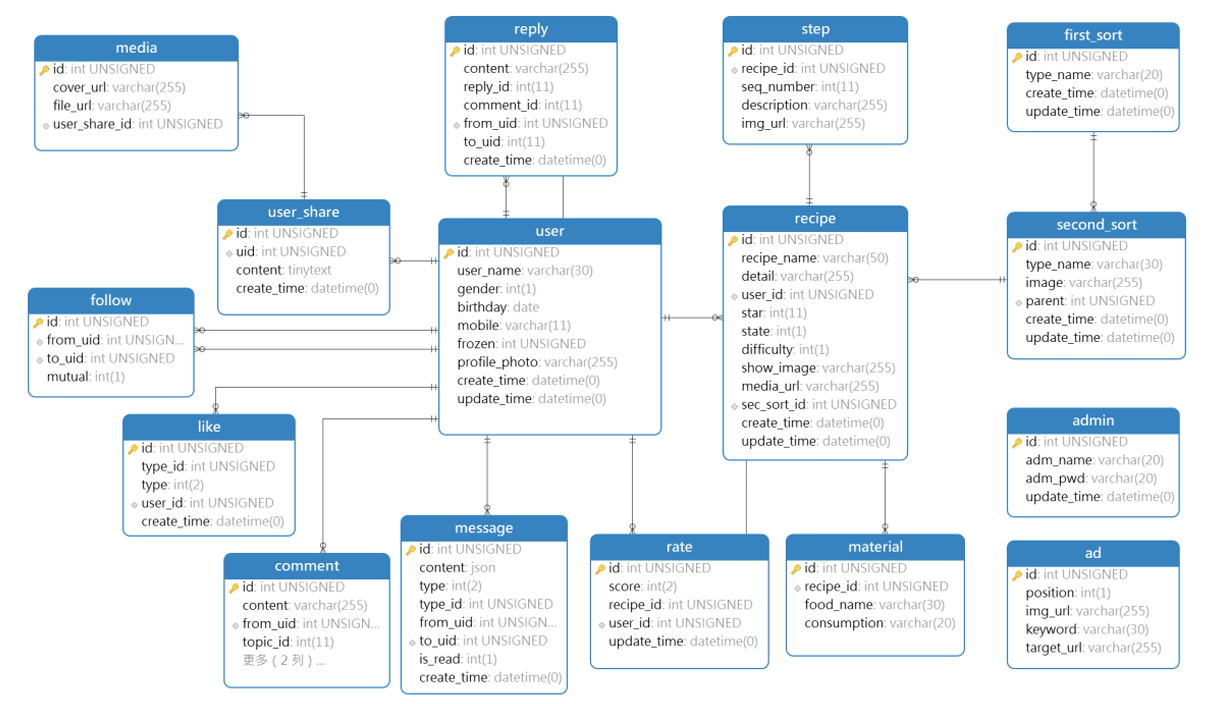 media
id: int UNSIGNED
cover_url: varchar(255)
file_url: varchar(255)
user_share_id: int UNSIGNED
reply
id: int UNSIGNED
content: varchar(255)
reply_id: int(11)
comment_id: int(11)
from_uid: int UNSIGNED
to_uid: int(11)
create_time: datetime(0)
step
id: int UNSIGNED
recipe_id: int UNSIGNED
seq_number: int(11)
description: varchar(255)
img_url: varchar(255)
first_sort
id: int UNSIGNED
type_name: varchar(20)
create_time: datetime(0)
update_time: datetime(0)
user_share
id: int UNSIGNED
uid: int UNSIGNED
content: tinytext
create_time: datetime(0)
user
id: int UNSIGNED
user_name: varchar(30)
gender: int(1)
birthday: date
mobile: varchar(11)
frozen: int UNSIGNED
profile_photo: varchar(255)
create_time: datetime(0)
update_time: datetime(0)
recipe
id: int UNSIGNED
recipe_name: varchar(50)
detail: varchar(255)
user_id: int UNSIGNED
star: int(11)
state: int(1)
difficulty: int(1)
show_image: varchar(255)
media_url: varchar(255)
sec_sort_id: int UNSIGNED
create_time: datetime(0)
update_time: datetime(0)
second_sort
id: int UNSIGNED
type_name: varchar(30)
image: varchar(255)
parent: int UNSIGNED
create_time: datetime(0)
update_time: datetime(0)
follow
id: int UNSIGNED
from_uid: int UNSIGN...
to_uid: int UNSIGNED
mutual: int(1)
like
id: int UNSIGNED
type_id: int UNSIGNED
type: int(2)
user_id: int UNSIGNED
create_time: datetime(0)
admin
id: int UNSIGNED
adm_name: varchar(20)
adm_pwd: varchar(20)
update_time: datetime(0)
comment
id: int UNSIGNED
content: varchar(255)
from_uid: int UNSIGN...
topic_id: int(11)
更多（2 列）...
message
id: int UNSIGNED
content: json
type: int(2)
type_id: int UNSIGNED
from_uid: int UNSIGN...
to_uid: int UNSIGNED
is_read: int(1)
create_time: datetime(0)
rate
id: int UNSIGNED
score: int(2)
recipe_id: int UNSIGNED
user_id: int UNSIGNED
update_time: datetime(0)
material
id: int UNSIGNED
recipe_id: int UNSIGNED
food_name: varchar(30)
consumption: varchar(20)
ad
id: int UNSIGNED
position: int(1)
img_url: varchar(255)
keyword: varchar(30)
target_url: varchar(255)